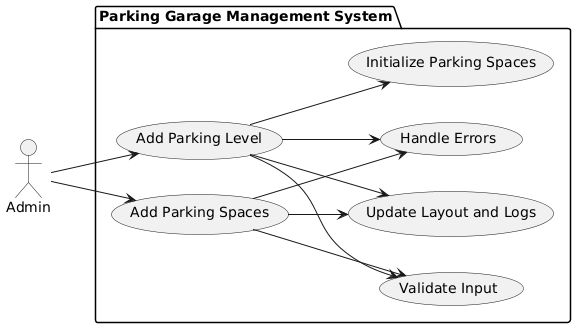 Parking Garage Management System
Initialize Parking Spaces
Add Parking Level
Handle Errors
Admin
Add Parking Spaces
Update Layout and Logs
Validate Input